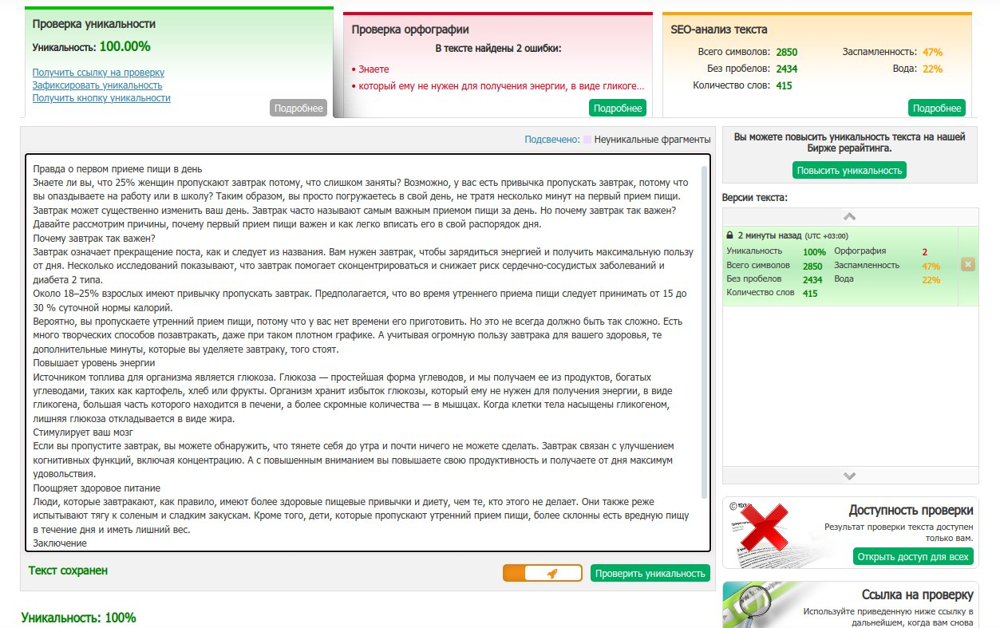 Проверка уникальности
Уникальность: 100.00%
Получить ссылку на проверку
Зафиксировать уникальность
Получить кнопку уникальности
Подробнее
Проверка орфографии
В тексте найдены 2 ошибки:
• Знаете
• который ему не нужен для получения энергии, в виде гликоге...
Подробнее
SEO-анализ текста
Всего символов: 2850
Заспамленность: 47%
Без пробелов: 2434
Вода: 22%
Количество слов: 415
Подробнее
Подсвечено: Неуникальные фрагменты
Правда о первом приеме пищи в день
Знаете ли вы, что 25% женщин пропускают завтрак потому, что слишком заняты? Возможно, у вас есть привычка пропускать завтрак, потому что
вы опаздываете на работу или в школу? Таким образом, вы просто погружаетесь в свой день, не тратя несколько минут на первый прием пищи.
Завтрак может существенно изменить ваш день. Завтрак часто называют самым важным приемом пищи за день. Но почему завтрак так важен?
Давайте рассмотрим причины, почему первый прием пищи важен и как легко вписать его в свой распорядок дня.
Почему завтрак так важен?
Завтрак означает прекращение поста, как и следует из названия. Вам нужен завтрак, чтобы зарядиться энергией и получить максимальную пользу
от дня. Несколько исследований показывают, что завтрак помогает сконцентрироваться и снижает риск сердечно-сосудистых заболеваний и
диабета 2 типа.
Около 18–25% взрослых имеют привычку пропускать завтрак. Предполагается, что во время утреннего приема пищи следует принимать от 15 до
30 % суточной нормы калорий.
Вероятно, вы пропускаете утренний прием пищи, потому что у вас нет времени его приготовить. Но это не всегда должно быть так сложно. Есть
много творческих способов позавтракать, даже при таком плотном графике. А учитывая огромную пользу завтрака для вашего здоровья, те
дополнительные минуты, которые вы уделяете завтраку, того стоят.
Повышает уровень энергии
Источником топлива для организма является глюкоза. Глюкоза — простейшая форма углеводов, и мы получаем ее из продуктов, богатых
углеводами, таких как картофель, хлеб или фрукты. Организм хранит избыток глюкозы, который ему не нужен для получения энергии, в виде
гликогена, большая часть которого находится в печени, а более скромные количества — в мышцах. Когда клетки тела насыщены гликогеном,
лишняя глюкоза откладывается в виде жира.
Стимулирует ваш мозг
Если вы пропустите завтрак, вы можете обнаружить, что тянете себя до утра и почти ничего не можете сделать. Завтрак связан с улучшением
когнитивных функций, включая концентрацию. А с повышенным вниманием вы повышаете свою продуктивность и получаете от дня максимум
удовольствия.
Поощряет здоровое питание
Люди, которые завтракают, как правило, имеют более здоровые пищевые привычки и диету, чем те, кто этого не делает. Они также реже
испытывают тягу к соленым и сладким закускам. Кроме того, дети, которые пропускают утренний прием пищи, более склонны есть вредную пищу
в течение дня и иметь лишний вес.
Заключение
Текст сохранен
Проверить уникальность
Уникальность: 100%
Вы можете повысить уникальность текста на нашей
Бирже рерайтинга.
Повысить уникальность
Версии текста:
2 минуты назад (UTC +03:00)
Уникальность 100% Орфография 2
Всего символов 2850 Заспамленность 47%
Без пробелов 2434 Вода 22%
Количество слов 415
Доступность проверки
Результат проверки текста доступен
только вам.
Открыть доступ для всех
Ссылка на проверку
Используйте приведенную ниже ссылку в
дальнейшем, когда вам снова